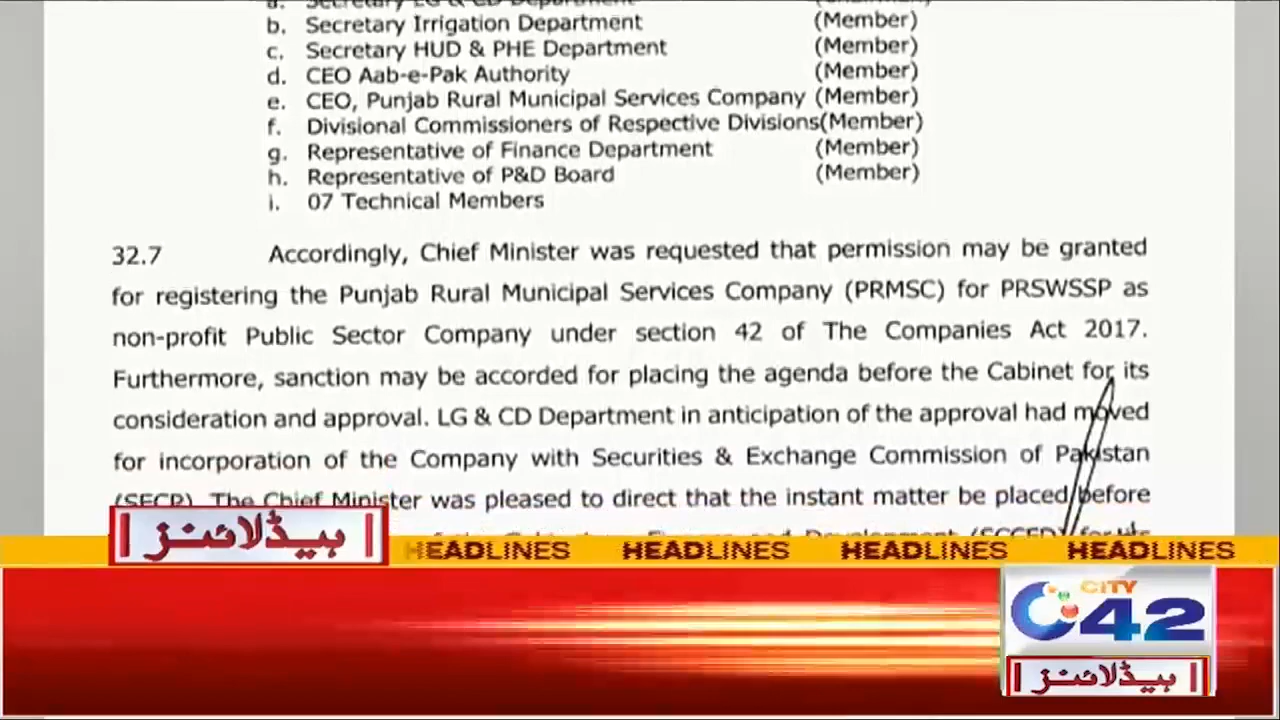 a. Secretary LG & CD Department (Chairman)
b. Secretary Irrigation Department (Member)
c. Secretary HUD & PHE Department (Member)
d. CEO Aab-e-Pak Authority (Member)
e. CEO, Punjab Rural Municipal Services Company (Member)
f. Divisional Commissioners of Respective Divisions(Member)
g. Representative of Finance Department (Member)
h. Representative of P&D Board (Member)
i. 07 Technical Members
32.7 Accordingly, Chief Minister was requested that permission may be granted
for registering the Punjab Rural Municipal Services Company (PRMSC) for PRSWSSP as
non-profit Public Sector Company under section 42 of The Companies Act 2017.
Furthermore, sanction may be accorded for placing the agenda before the Cabinet for its
consideration and approval. LG & CD Department in anticipation of the approval had moved
for incorporation of the Company with Securities & Exchange Commission of Pakistan
(SECP). The Chief Minister was pleased to direct that the instant matter be placed before
ہیڈلائنز
HEADLINES HEADLINES HEADLINES HEADLINES
CITY
42
ہیڈلائنز